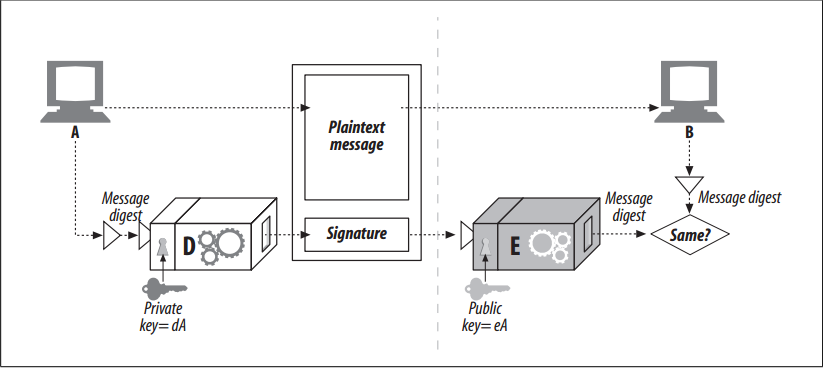 A
Plaintext
message
B
Message
digest
D
Signature
E
Message
digest
Message digest
Same?
Private
key= dA
Public
key= eA